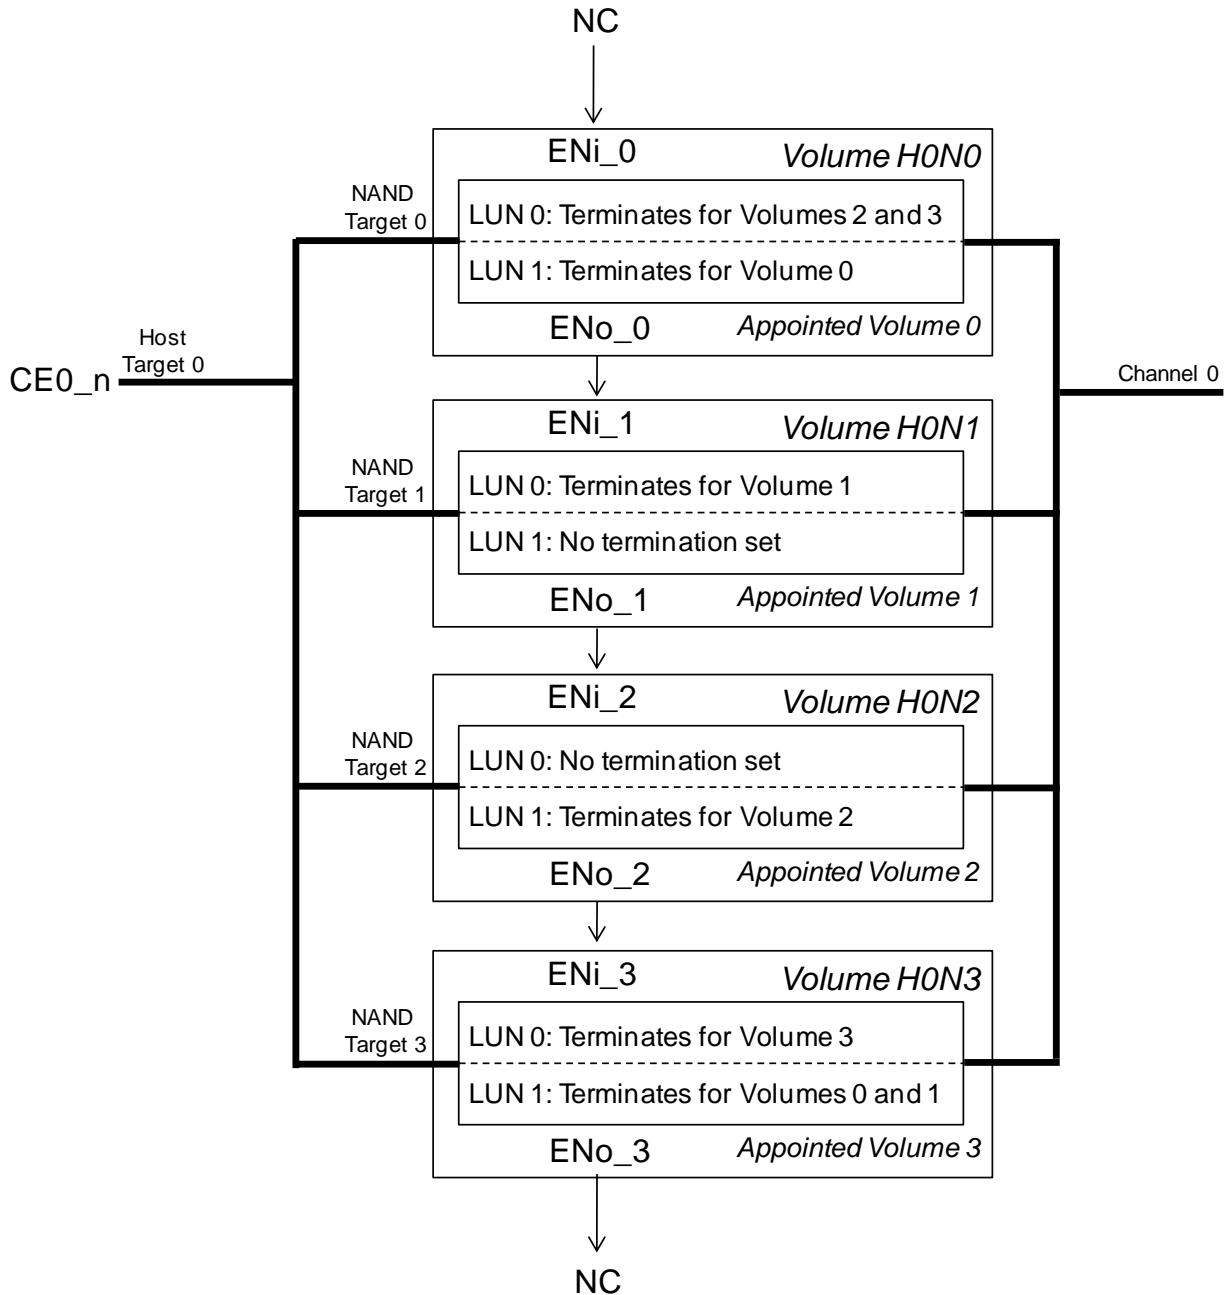 NC
ENi_0
Volume H0N0
NAND
Target 0
LUN 0: Terminates for Volumes 2 and 3
LUN 1: Terminates for Volume 0
ENo_0
Appointed Volume 0
Host
Target 0
CE0_n
Channel 0
ENi_1
Volume H0N1
NAND
Target 1
LUN 0: Terminates for Volume 1
LUN 1: No termination set
ENo_1
Appointed Volume 1
ENi_2
Volume H0N2
NAND
Target 2
LUN 0: No termination set
LUN 1: Terminates for Volume 2
ENo_2
Appointed Volume 2
ENi_3
Volume H0N3
NAND
Target 3
LUN 0: Terminates for Volume 3
LUN 1: Terminates for Volumes 0 and 1
ENo_3
Appointed Volume 3
NC